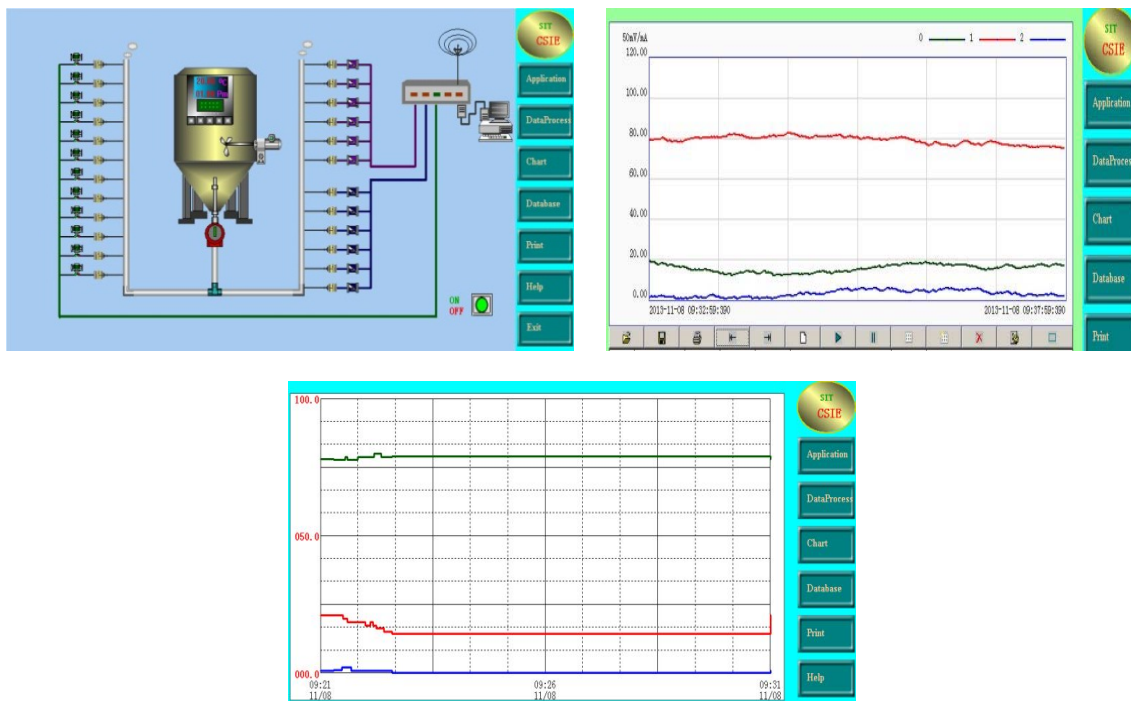 SIT
CSIE
Application
DataProcess
Chart
Database
Print
Help
Exit
ON
OFF
50mV/mA
0
1
2
120.00
100.00
80.00
60.00
40.00
20.00
0.00
2013-11-08 09:32:59:390
2013-11-08 09:37:59:390
SIT
CSIE
Application
DataProces
Chart
Database
Print
100.0
050.0
000.0
09:21
11/08
09:26
11/08
09:31
11/08
SIT
CSIE
Application
DataProcess
Chart
Database
Print
Help